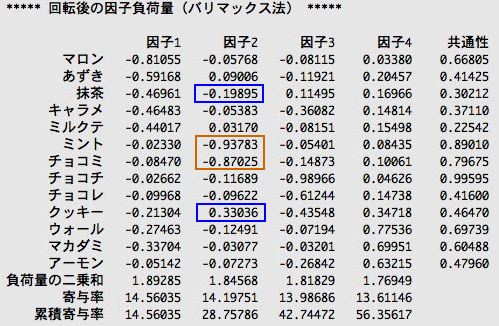 ***** 回転後の因子負荷量（バリマックス法） *****
因子1 因子2 因子3 因子4 共通性
マロン -0.81055 -0.05768 -0.08115 0.03380 0.66805
あずき -0.59168 0.09006 -0.11921 0.20457 0.41425
抹茶 -0.46961 -0.19895 0.11495 0.16966 0.30212
キャラメ -0.46483 -0.05383 -0.36082 0.14814 0.37110
ミルクテ -0.44017 0.03170 -0.08151 0.15498 0.22542
ミント -0.02330 -0.93783 -0.05401 0.08435 0.89010
チョコミ -0.08470 -0.87025 -0.14873 0.10061 0.79675
チョコチ -0.02662 -0.11689 -0.98966 0.04626 0.99595
チョコレ -0.09968 -0.09622 -0.61244 0.14738 0.41600
クッキー -0.21304 0.33036 -0.43548 0.34718 0.46470
ウォール -0.27463 -0.12491 -0.07194 0.77536 0.69739
マカダミ -0.33704 -0.03077 -0.03201 0.69951 0.60488
アーモン -0.05142 -0.07273 -0.26842 0.63215 0.47960
負荷量の二乗和 1.89285 1.84568 1.81829 1.76949
寄与率 14.56035 14.19751 13.98686 13.61146
累積寄与率 14.56035 28.75786 42.74472 56.35617